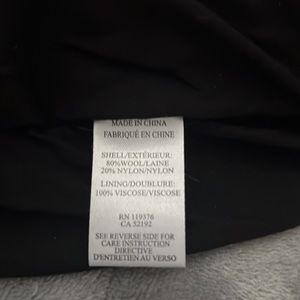 MADE IN CHINA
FABRIQUÉ EN CHINE
SHELL/EXTÉRIEUR:
80%WOOL/LAINE
20% NYLON/NYLON
LINING/DOUBLURE:
100% VISCOSE/VISCOSE
RN 119376
CA 52192
SEE REVERSE SIDE FOR
CARE INSTRUCTION
DIRECTIVE
D'ENTRETIEN AU VERSO